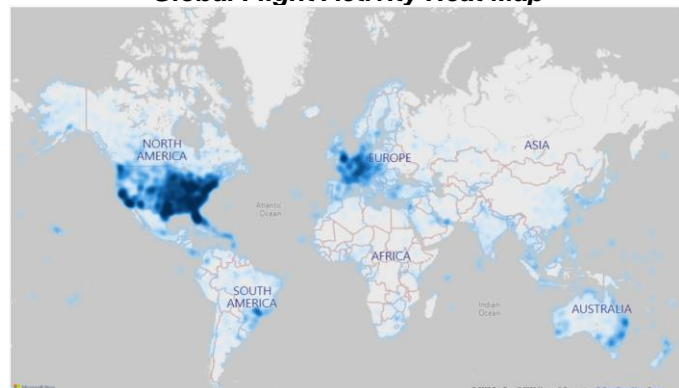 Global Flight Activity Heat Map
NORTH
AMERICA
EUROPE
ASIA
Atlantic
Ocean
AFRICA
SOUTH
AMERICA
Indian
Ocean
AUSTRALIA